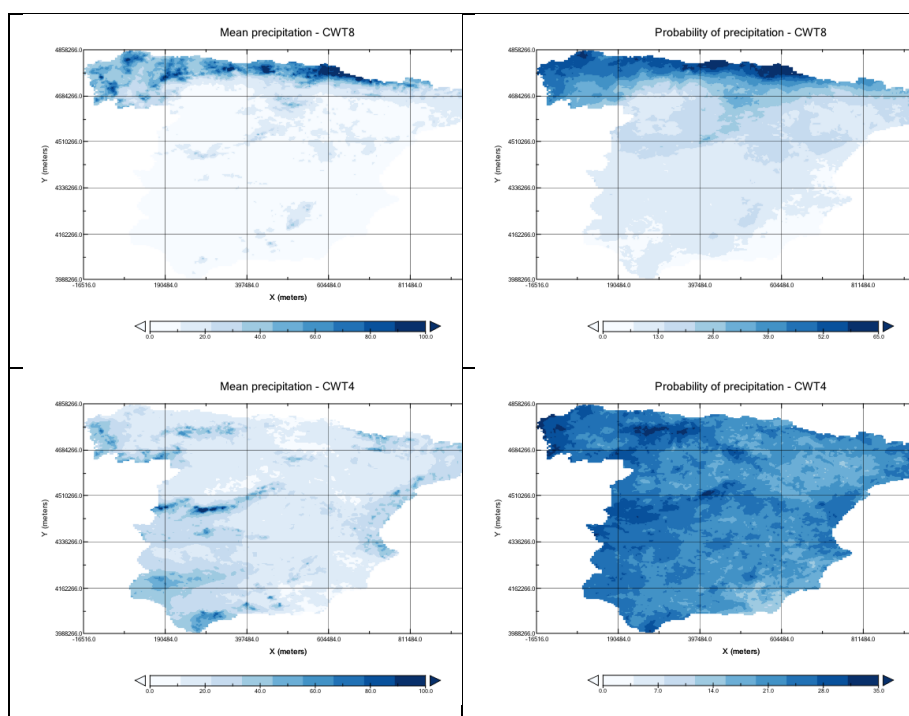 Mean precipitation - CWT8
4858266.0
4684266.0
4510266.0
4336266.0
4162266.0
3988266.0
Y (meters)
-16516.0 190484.0 397484.0 604484.0 811484.0
X (meters)
0.0 20.0 40.0 60.0 80.0 100.0
Probability of precipitation - CWT8
4858266.0
4684266.0
4510266.0
4336266.0
4162266.0
3988266.0
Y (meters)
-16516.0 190484.0 397484.0 604484.0 811484.0
X (meters)
0.0 13.0 26.0 39.0 52.0 65.0
Mean precipitation - CWT4
4858266.0
4684266.0
4510266.0
4336266.0
4162266.0
3988266.0
Y (meters)
-16516.0 190484.0 397484.0 604484.0 811484.0
X (meters)
0.0 20.0 40.0 60.0 80.0 100.0
Probability of precipitation - CWT4
4858266.0
4684266.0
4510266.0
4336266.0
4162266.0
3988266.0
Y (meters)
-16516.0 190484.0 397484.0 604484.0 811484.0
X (meters)
0.0 7.0 14.0 21.0 28.0 35.0